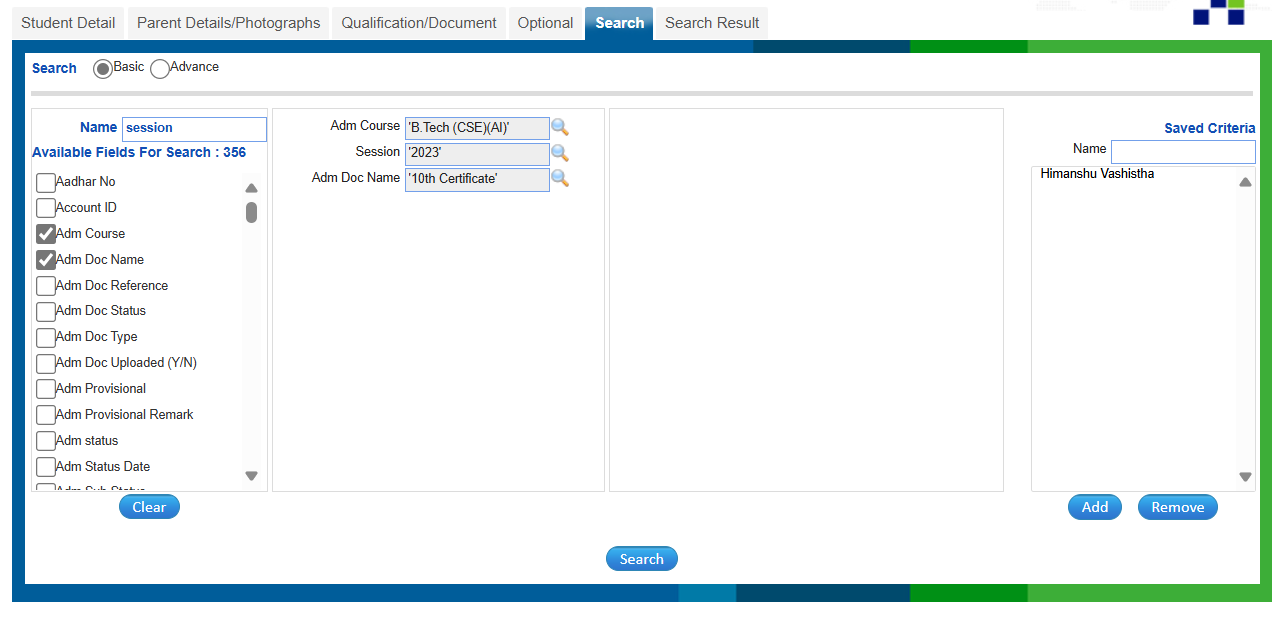 Student Detail Parent Details/Photographs Qualification/Document Optional Search Search Result
Search Basic Advance
Name session
Available Fields For Search : 356
Aadhar No
Account ID
Adm Course
Adm Doc Name
Adm Doc Reference
Adm Doc Status
Adm Doc Type
Adm Doc Uploaded (Y/N)
Adm Provisional
Adm Provisional Remark
Adm status
Adm Status Date
Adm Sub Status
Clear
Adm Course 'B.Tech (CSE)(AI)'
Session '2023'
Adm Doc Name '10th Certificate'
Saved Criteria
Name
Himanshu Vashistha
Add Remove
Search